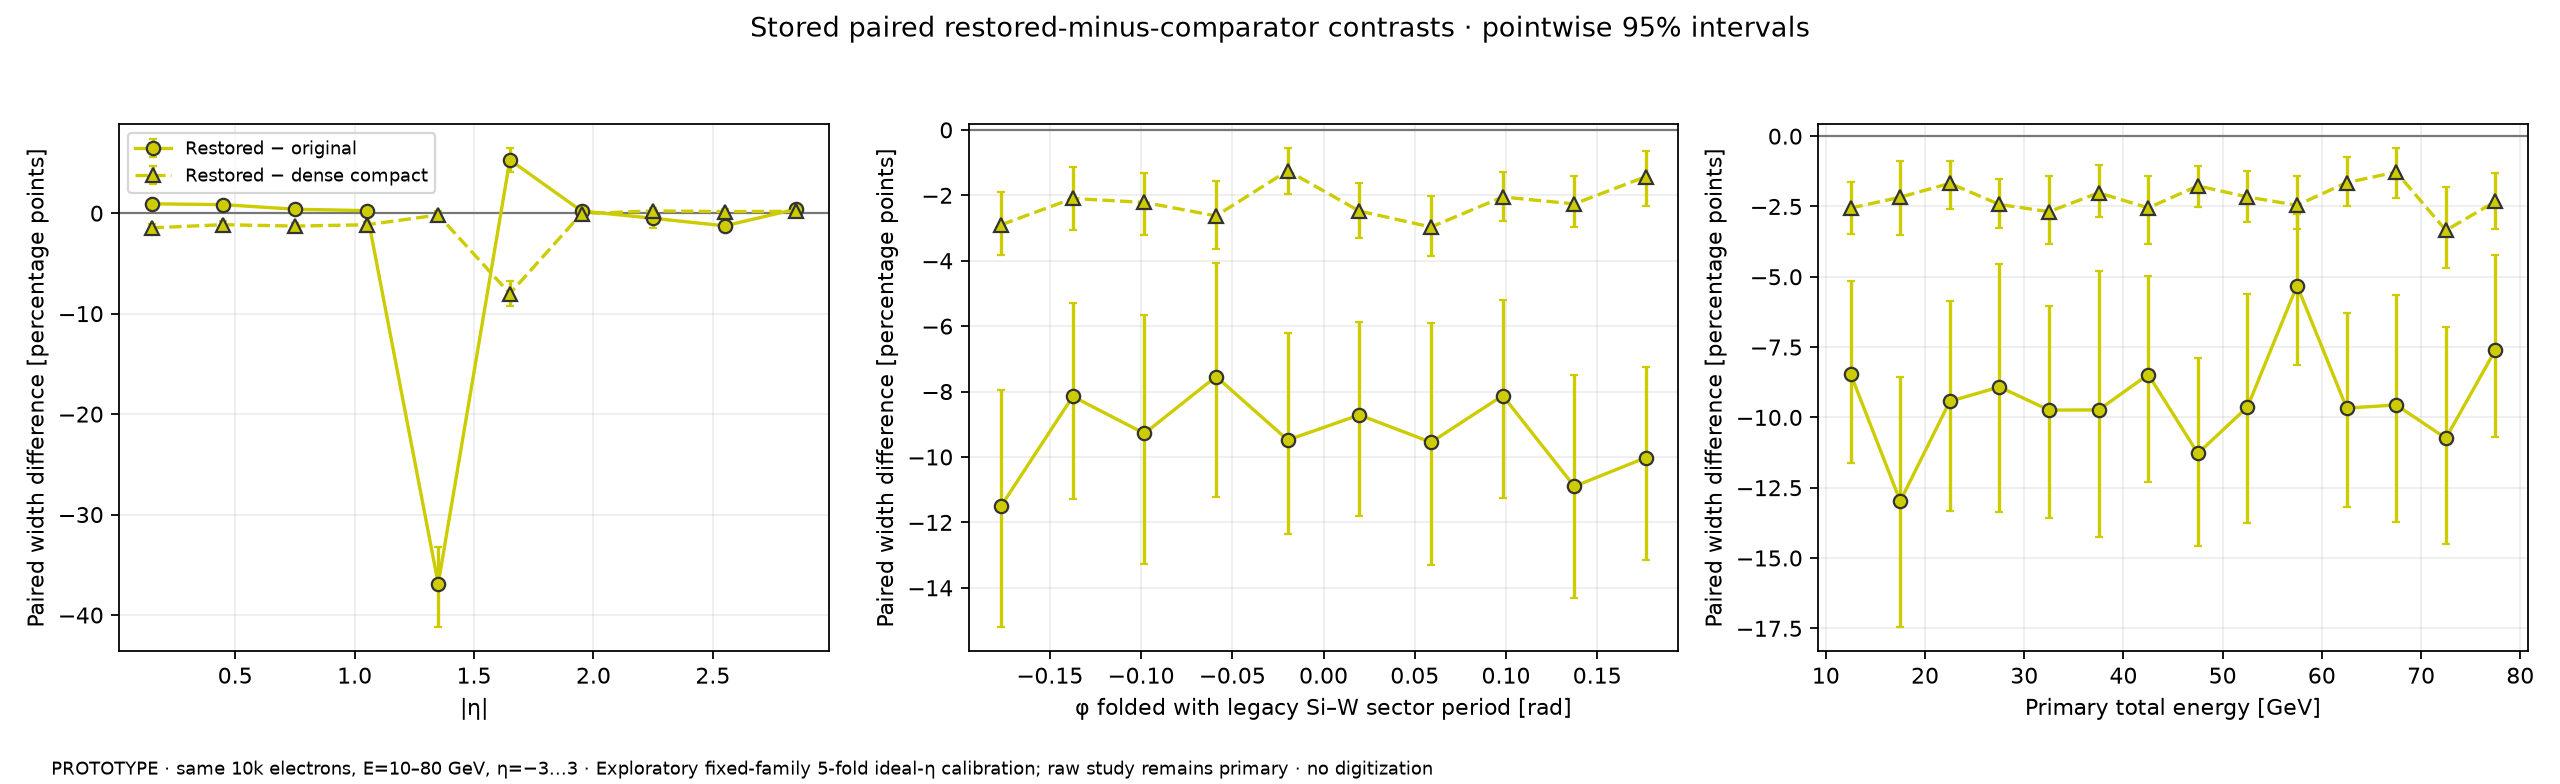 Stored paired restored-minus-comparator contrasts · pointwise 95% intervals
Paired width difference [percentage points]
0
−10
−20
−30
−40
Restored − original
Restored − dense compact
0.5 1.0 1.5 2.0 2.5
|η|
Paired width difference [percentage points]
0
−2
−4
−6
−8
−10
−12
−14
−0.15 −0.10 −0.05 0.00 0.05 0.10 0.15
φ folded with legacy Si–W sector period [rad]
Paired width difference [percentage points]
0.0
−2.5
−5.0
−7.5
−10.0
−12.5
−15.0
−17.5
10 20 30 40 50 60 70 80
Primary total energy [GeV]
PROTOTYPE · same 10k electrons, E=10–80 GeV, η=−3…3 · Exploratory fixed-family 5-fold ideal-η calibration; raw study remains primary · no digitization